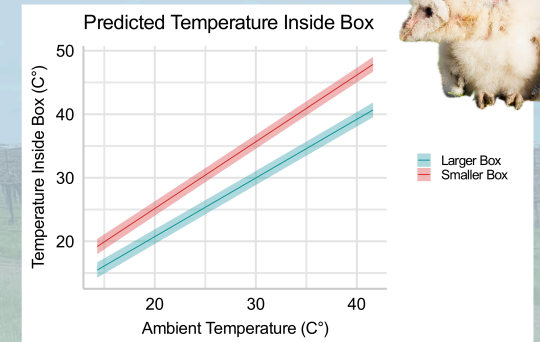 Predicted Temperature Inside Box
50
40
30
20
Temperature Inside Box (C°)
20 30 40
Ambient Temperature (C°)
Larger Box
Smaller Box